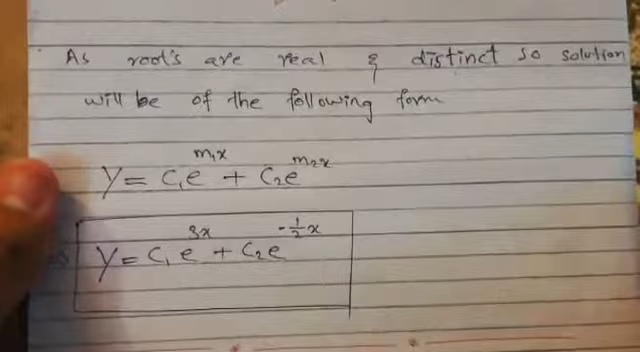 As root's are real & distinct so solution
will be of the following form
y = c₁e^m₁x + c₂e^m₂x
y = c₁e^3x + c₂e^-½x